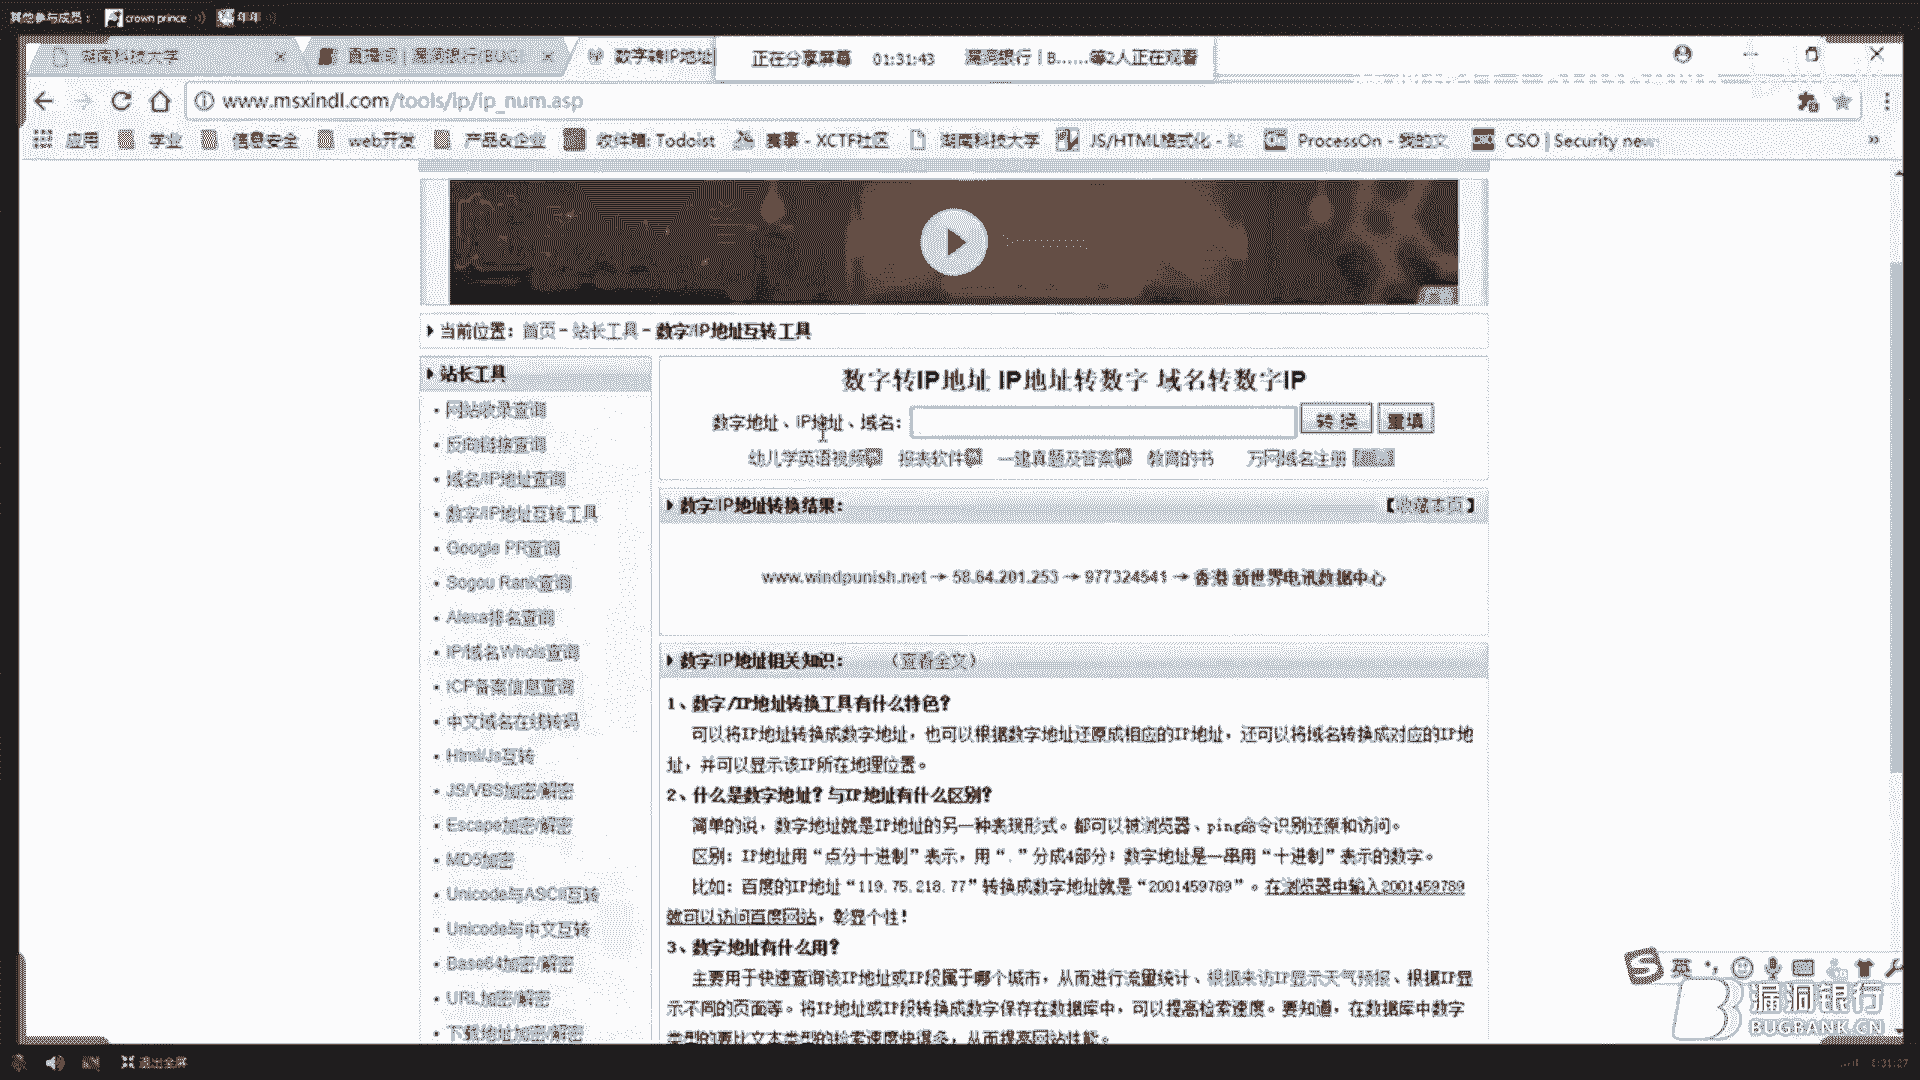 其他参与成员： crown prince 年年
湖南科技大学 直播间 | 漏洞银行/BUG 数字转IP地址 正在分享屏幕 01:31:43 漏洞银行 | B......等2人正在观看
www.msxindl.com/tools/ip/ip_num.asp
应用 学业 信息安全 web开发 产品&企业 收件箱: Todoist 赛事 - XCTF社区 湖南科技大学 JS/HTML格式化 - 站 ProcessOn - 我的文 CSO | Security new »
当前位置：首页 - 站长工具 - 数字/IP地址互转工具
站长工具
网站收录查询
反向链接查询
域名/IP地址查询
数字/IP地址互转工具
Google PR查询
Sogou Rank查询
Alexa排名查询
IP/域名Whois查询
ICP备案信息查询
中文域名在线转码
Html/Js互转
JS/VBS加密/解密
Escape加密/解密
MD5加密
Unicode与ASCII互转
Unicode与中文互转
Base64加密/解密
URL加密/解密
下载地址加密/解密
数字转IP地址 IP地址转数字 域名转数字IP
数字地址、IP地址、域名： 转 换 重填
幼儿学英语视频 报表软件 一建真题及答案 教育的书 万网域名注册
数字/IP地址转换结果： 【收藏本页】
www.windpunish.net → 58.64.201.253 → 977324541 → 香港 新世界电讯数据中心
数字/IP地址相关知识： （查看全文）
1、数字/IP地址转换工具有什么特色？
可以将IP地址转换成数字地址，也可以根据数字地址还原成相应的IP地址，还可以将域名转换成对应的IP地
址，并可以显示该IP所在地理位置。
2、什么是数字地址？与IP地址有什么区别？
简单的说，数字地址就是IP地址的另一种表现形式。都可以被浏览器、ping命令识别还原和访问。
区别：IP地址用“点分十进制”表示，用“.”分成4部分；数字地址是一串用“十进制”表示的数字。
比如：百度的IP地址“119.75.218.77”转换成数字地址就是“2001459789”。在浏览器中输入2001459789
就可以访问百度网站，彰显个性！
3、数字地址有什么用？
主要用于快速查询该IP地址或IP段属于哪个城市，从而进行流量统计、根据来访IP显示天气预报、根据IP显
示不同的页面等。将IP地址或IP段转换成数字保存在数据库中，可以提高检索速度。要知道，在数据库中数字
类型的要比文本类型的检索速度快得多，从而提高网站性能。
英
漏洞银行
BUGBANK.CN
退出全屏